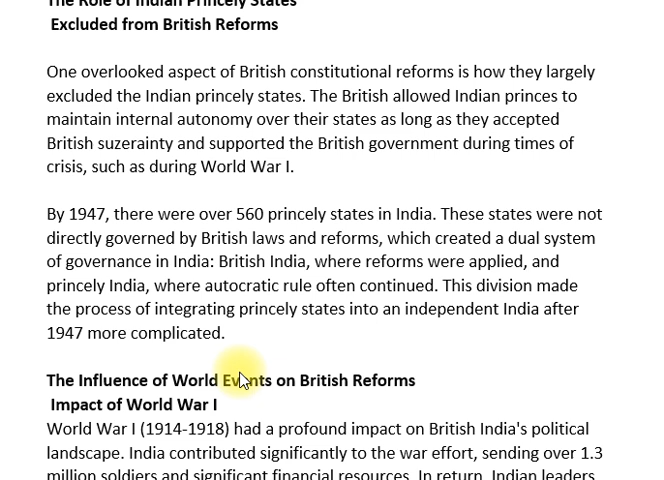 The Role of Indian Princely States
Excluded from British Reforms
One overlooked aspect of British constitutional reforms is how they largely
excluded the Indian princely states. The British allowed Indian princes to
maintain internal autonomy over their states as long as they accepted
British suzerainty and supported the British government during times of
crisis, such as during World War I.
By 1947, there were over 560 princely states in India. These states were not
directly governed by British laws and reforms, which created a dual system
of governance in India: British India, where reforms were applied, and
princely India, where autocratic rule often continued. This division made
the process of integrating princely states into an independent India after
1947 more complicated.
The Influence of World Events on British Reforms
Impact of World War I
World War I (1914-1918) had a profound impact on British India's political
landscape. India contributed significantly to the war effort, sending over 1.3
million soldiers and significant financial resources. In return, Indian leaders